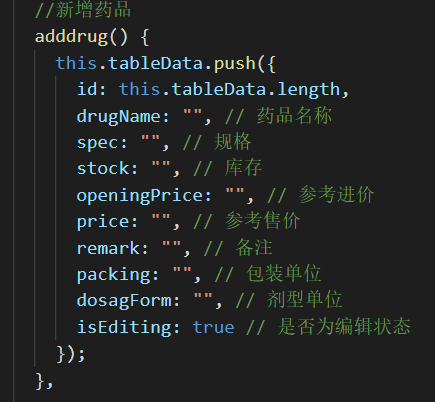 //新增药品
adddrug() {
this.tableData.push({
id: this.tableData.length,
drugName: "", // 药品名称
spec: "", // 规格
stock: "", // 库存
openingPrice: "", // 参考进价
price: "", // 参考售价
remark: "", // 备注
packing: "", // 包装单位
dosagForm: "", // 剂型单位
isEditing: true // 是否为编辑状态
});
},